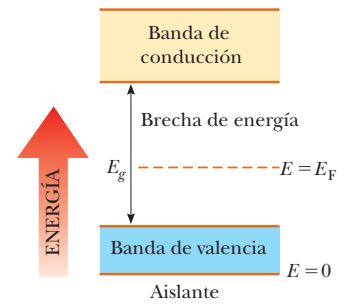 Banda de
conducción
Brecha de energía
ENERGÍA
E_g
E = E_F
Banda de valencia
E = 0
Aislante